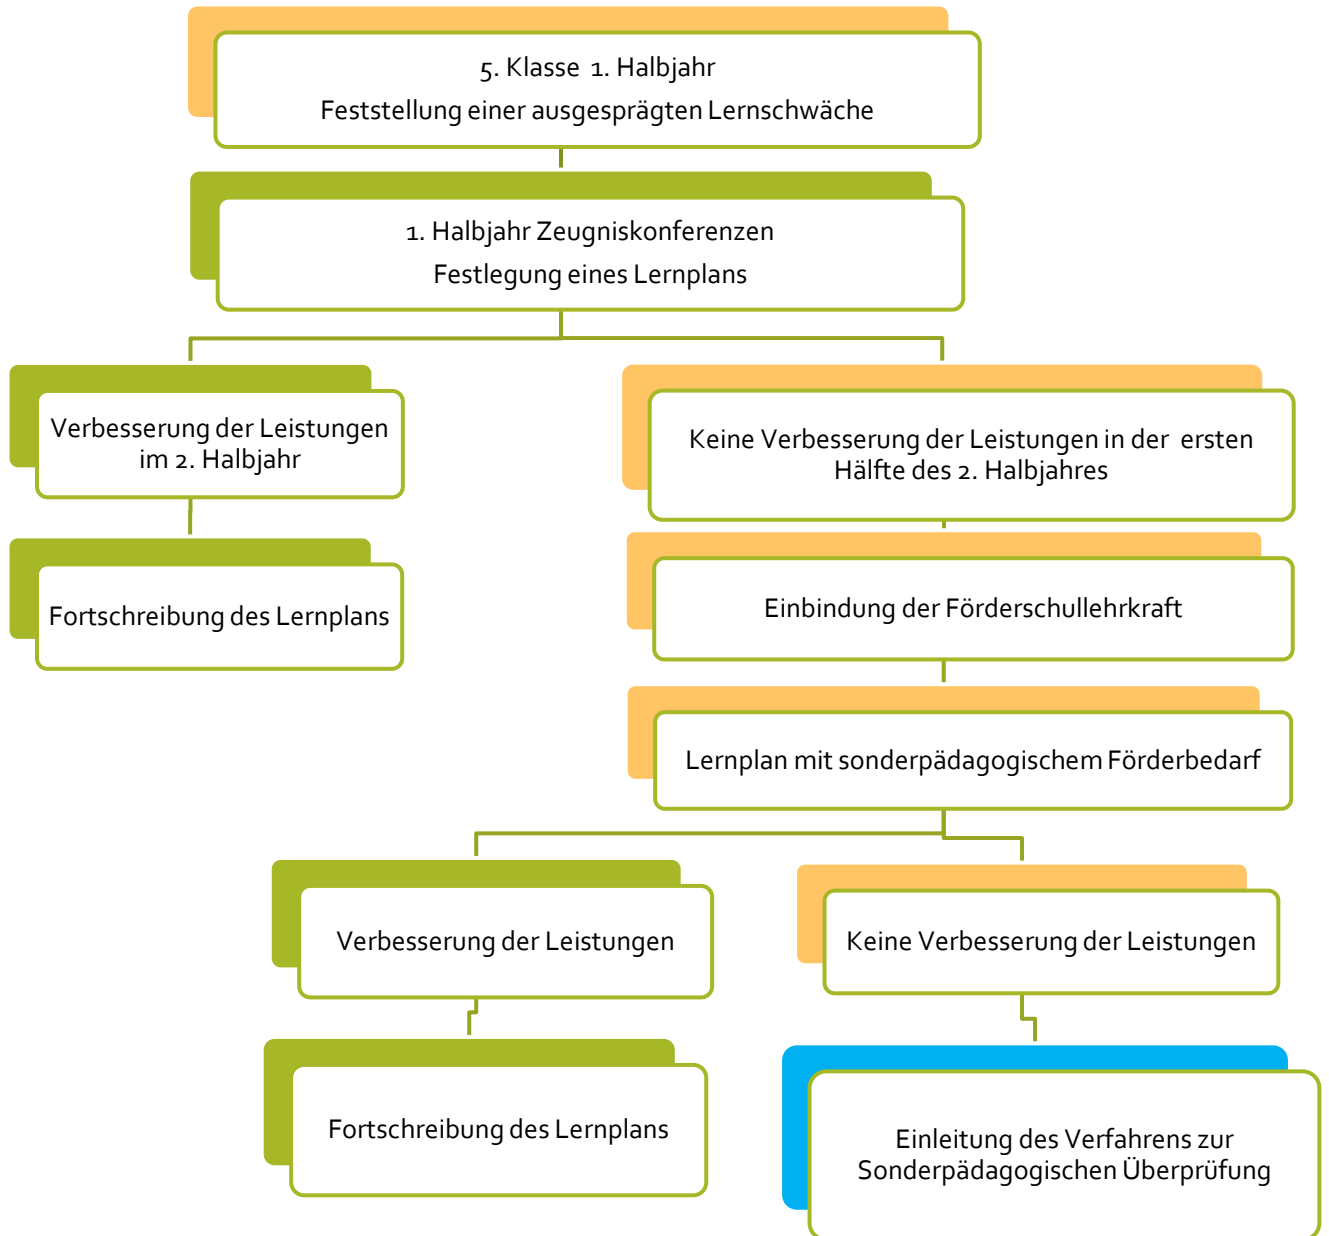 5. Klasse 1. Halbjahr
Feststellung einer ausgesprägten Lernschwäche
1. Halbjahr Zeugniskonferenzen
Festlegung eines Lernplans
Verbesserung der Leistungen
im 2. Halbjahr
Keine Verbesserung der Leistungen in der ersten
Hälfte des 2. Halbjahres
Fortschreibung des Lernplans
Einbindung der Förderschullehrkraft
Lernplan mit sonderpädagogischem Förderbedarf
Verbesserung der Leistungen
Keine Verbesserung der Leistungen
Fortschreibung des Lernplans
Einleitung des Verfahrens zur
Sonderpädagogischen Überprüfung